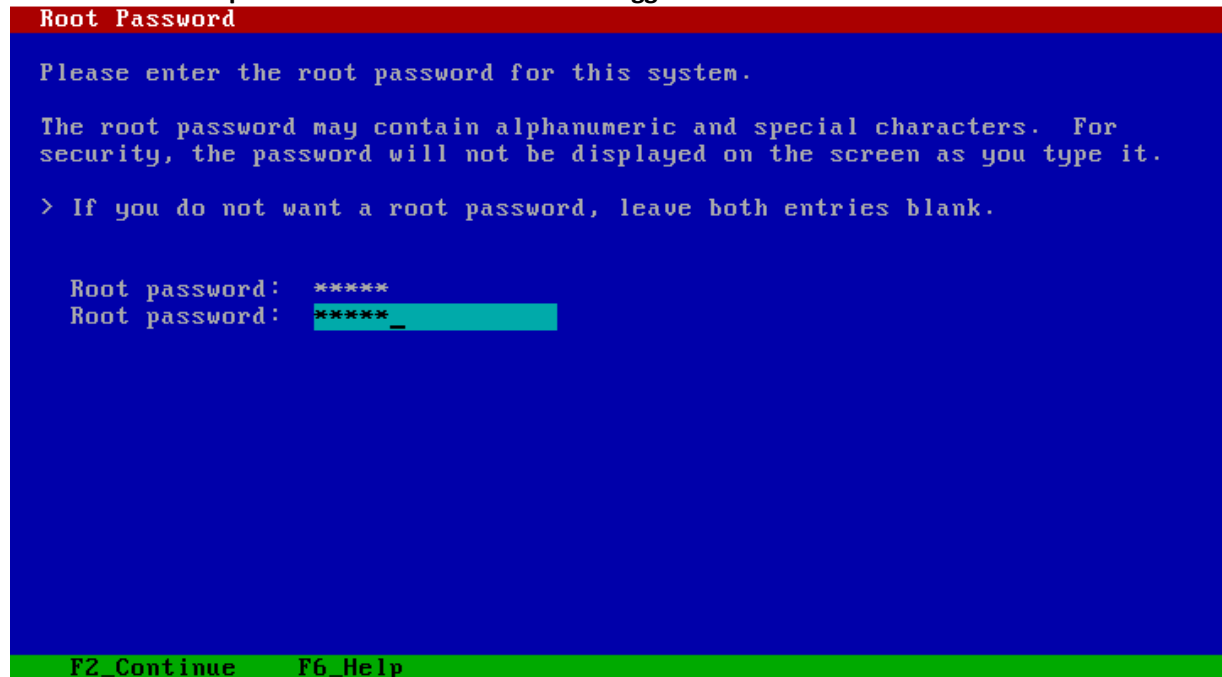 Root Password
Please enter the root password for this system.
The root password may contain alphanumeric and special characters.  For
security, the password will not be displayed on the screen as you type it.
> If you do not want a root password, leave both entries blank.
Root password:  *****
Root password:  *****_
F2_Continue    F6_Help